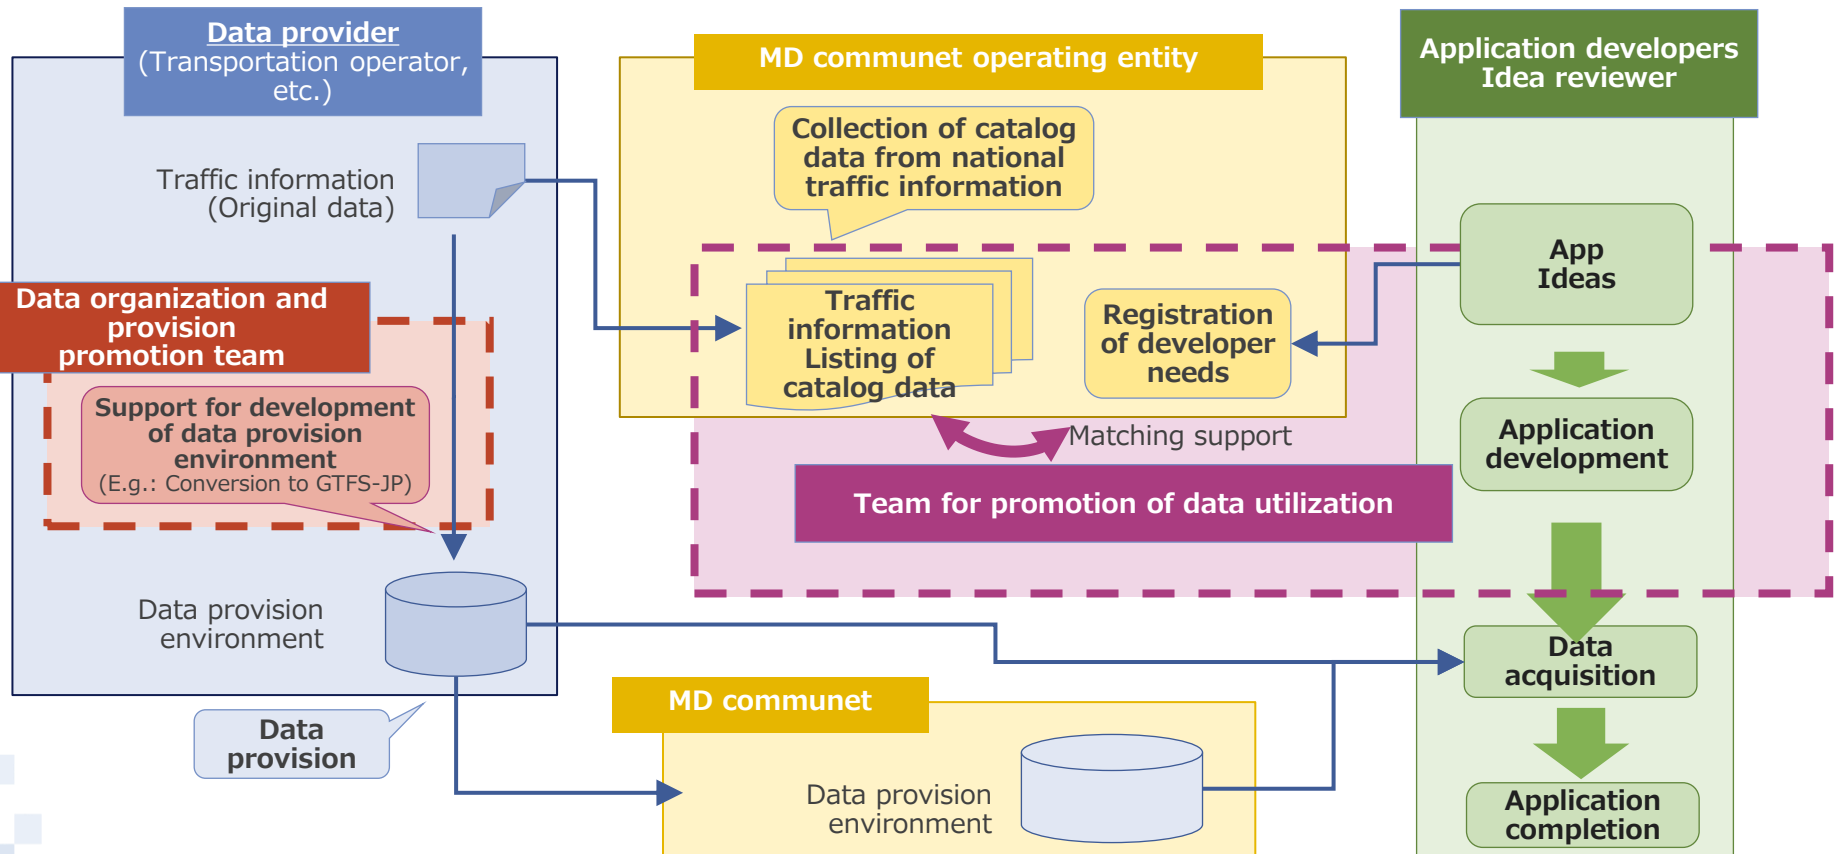 Data provider
(Transportation operator,
etc.)
Traffic information
(Original data)
Data organization and
provision
promotion team
Support for development
of data provision
environment
(E.g.: Conversion to GTFS-JP)
Data provision
environment
Data
provision
MD communet operating entity
Collection of catalog
data from national
traffic information
Traffic
information
Listing of
catalog data
Registration
of developer
needs
Matching support
Team for promotion of data utilization
MD communet
Data provision
environment
Application developers
Idea reviewer
App
Ideas
Application
development
Data
acquisition
Application
completion